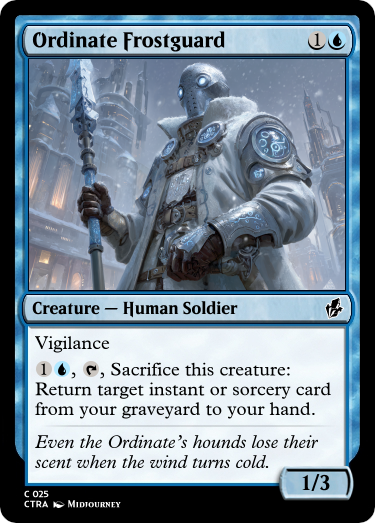 Ordinate Frostguard 1
Creature — Human Soldier
Vigilance
1, , Sacrifice this creature:
Return target instant or sorcery card
from your graveyard to your hand.
Even the Ordinate's hounds lose their
scent when the wind turns cold.
1/3
C 025
CTRA Midjourney